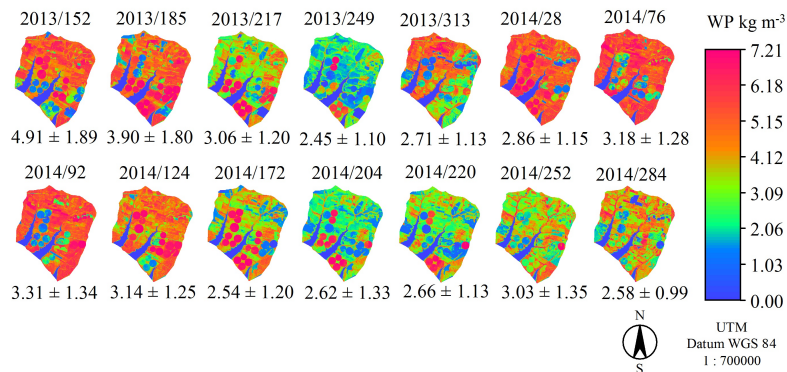 2013/152 2013/185 2013/217 2013/249 2013/313 2014/28 2014/76 WP kg m⁻³
4.91 ± 1.89 3.90 ± 1.80 3.06 ± 1.20 2.45 ± 1.10 2.71 ± 1.13 2.86 ± 1.15 3.18 ± 1.28
2014/92 2014/124 2014/172 2014/204 2014/220 2014/252 2014/284
3.31 ± 1.34 3.14 ± 1.25 2.54 ± 1.20 2.62 ± 1.33 2.66 ± 1.13 3.03 ± 1.35 2.58 ± 0.99
7.21
6.18
5.15
4.12
3.09
2.06
1.03
0.00
N
S
UTM
Datum WGS 84
1 : 700000